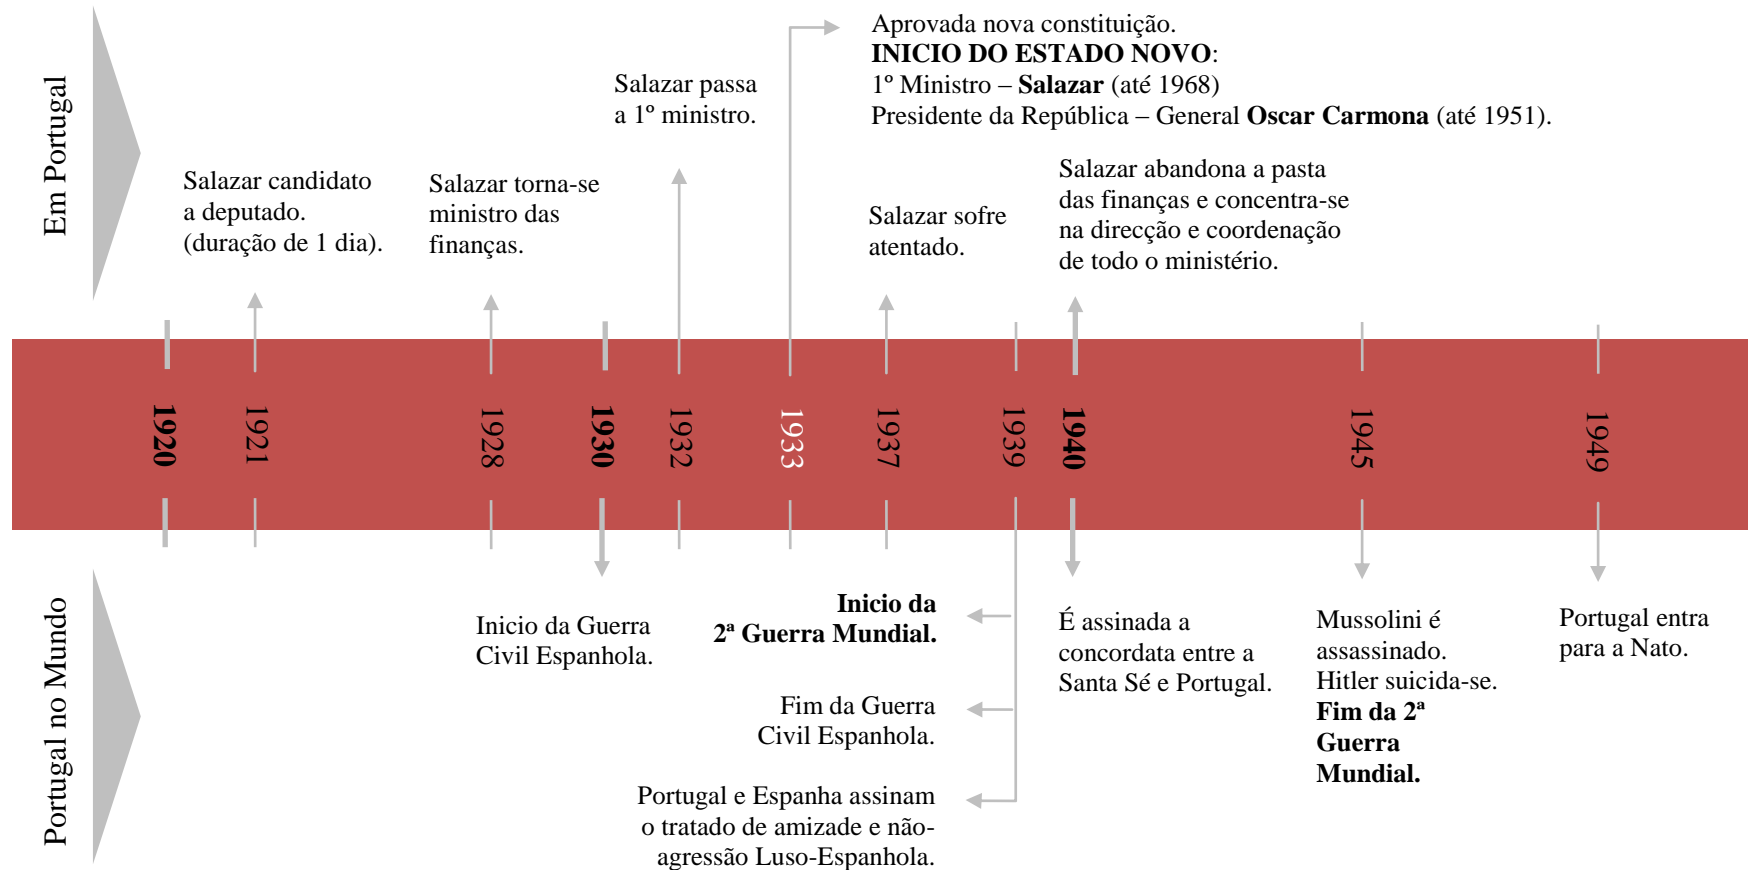 Em Portugal
Aprovada nova constituição.
INICIO DO ESTADO NOVO:
1º Ministro – Salazar (até 1968)
Presidente da República – General Oscar Carmona (até 1951).
Salazar passa
a 1º ministro.
Salazar candidato
a deputado.
(duração de 1 dia).
Salazar torna-se
ministro das
finanças.
Salazar sofre
atentado.
Salazar abandona a pasta
das finanças e concentra-se
na direcção e coordenação
de todo o ministério.
1920
1921
1928
1930
1932
1933
1937
1939
1940
1945
1949
Portugal no Mundo
Inicio da Guerra
Civil Espanhola.
Inicio da
2ª Guerra Mundial.
Fim da Guerra
Civil Espanhola.
Portugal e Espanha assinam
o tratado de amizade e não-
agressão Luso-Espanhola.
É assinada a
concordata entre a
Santa Sé e Portugal.
Mussolini é
assassinado.
Hitler suicida-se.
Fim da 2ª
Guerra
Mundial.
Portugal entra
para a Nato.